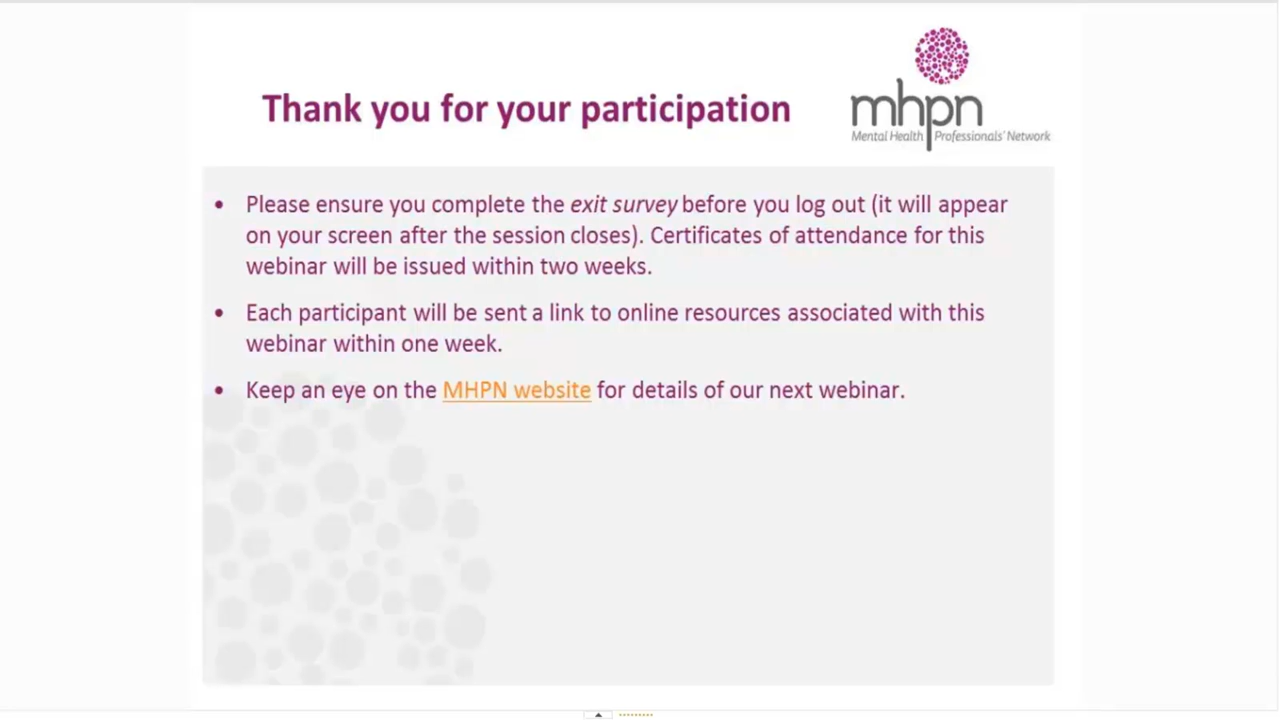 Thank you for your participation
mhpn
Mental Health Professionals' Network
• Please ensure you complete the exit survey before you log out (it will appear
on your screen after the session closes). Certificates of attendance for this
webinar will be issued within two weeks.
• Each participant will be sent a link to online resources associated with this
webinar within one week.
• Keep an eye on the MHPN website for details of our next webinar.